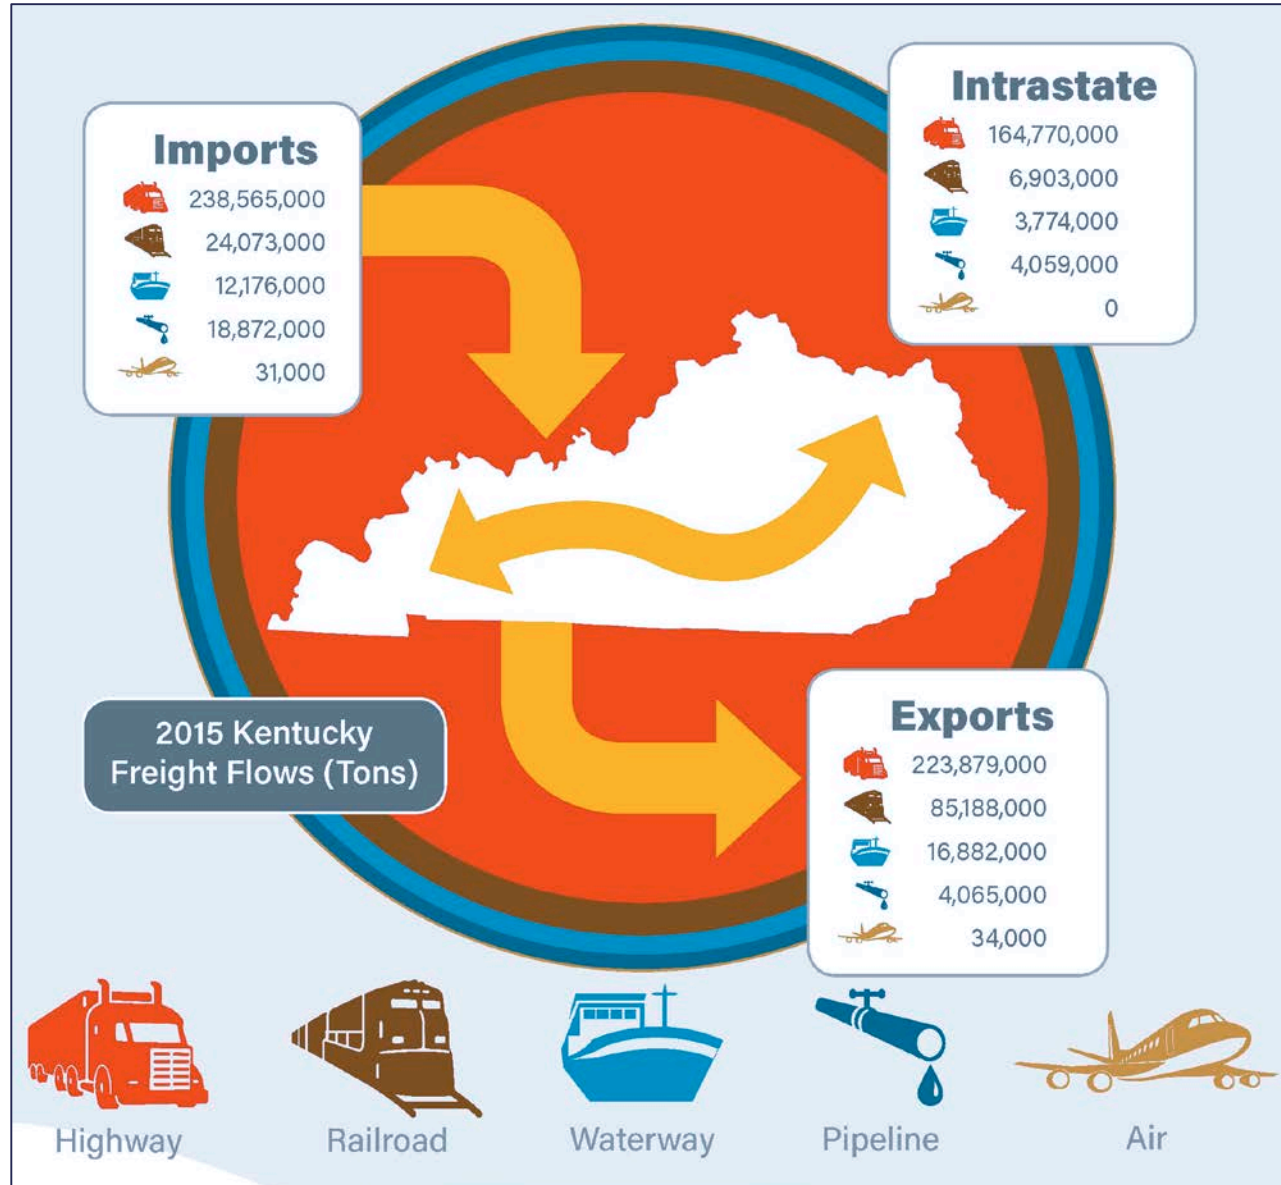 Imports
238,565,000
24,073,000
12,176,000
18,872,000
31,000
Intrastate
164,770,000
6,903,000
3,774,000
4,059,000
0
2015 Kentucky
Freight Flows (Tons)
Exports
223,879,000
85,188,000
16,882,000
4,065,000
34,000
Highway
Railroad
Waterway
Pipeline
Air